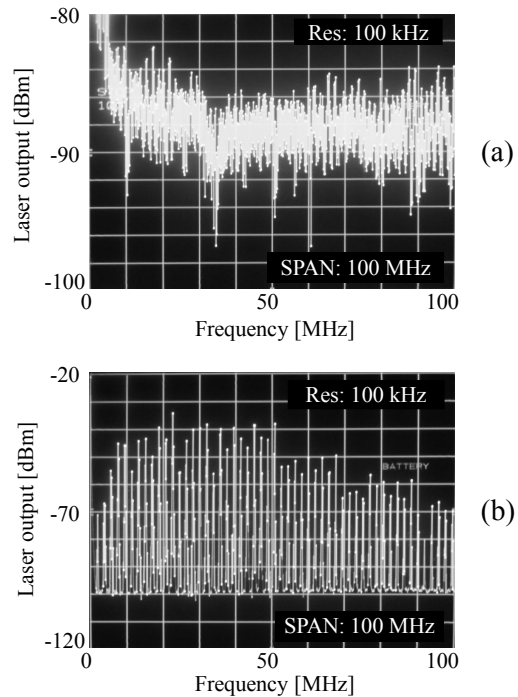 -80
Res: 100 kHz
Laser output [dBm]
-90
(a)
SPAN: 100 MHz
-100
0
50
100
Frequency [MHz]
-20
Res: 100 kHz
Laser output [dBm]
BATTERY
-70
(b)
SPAN: 100 MHz
-120
0
50
100
Frequency [MHz]